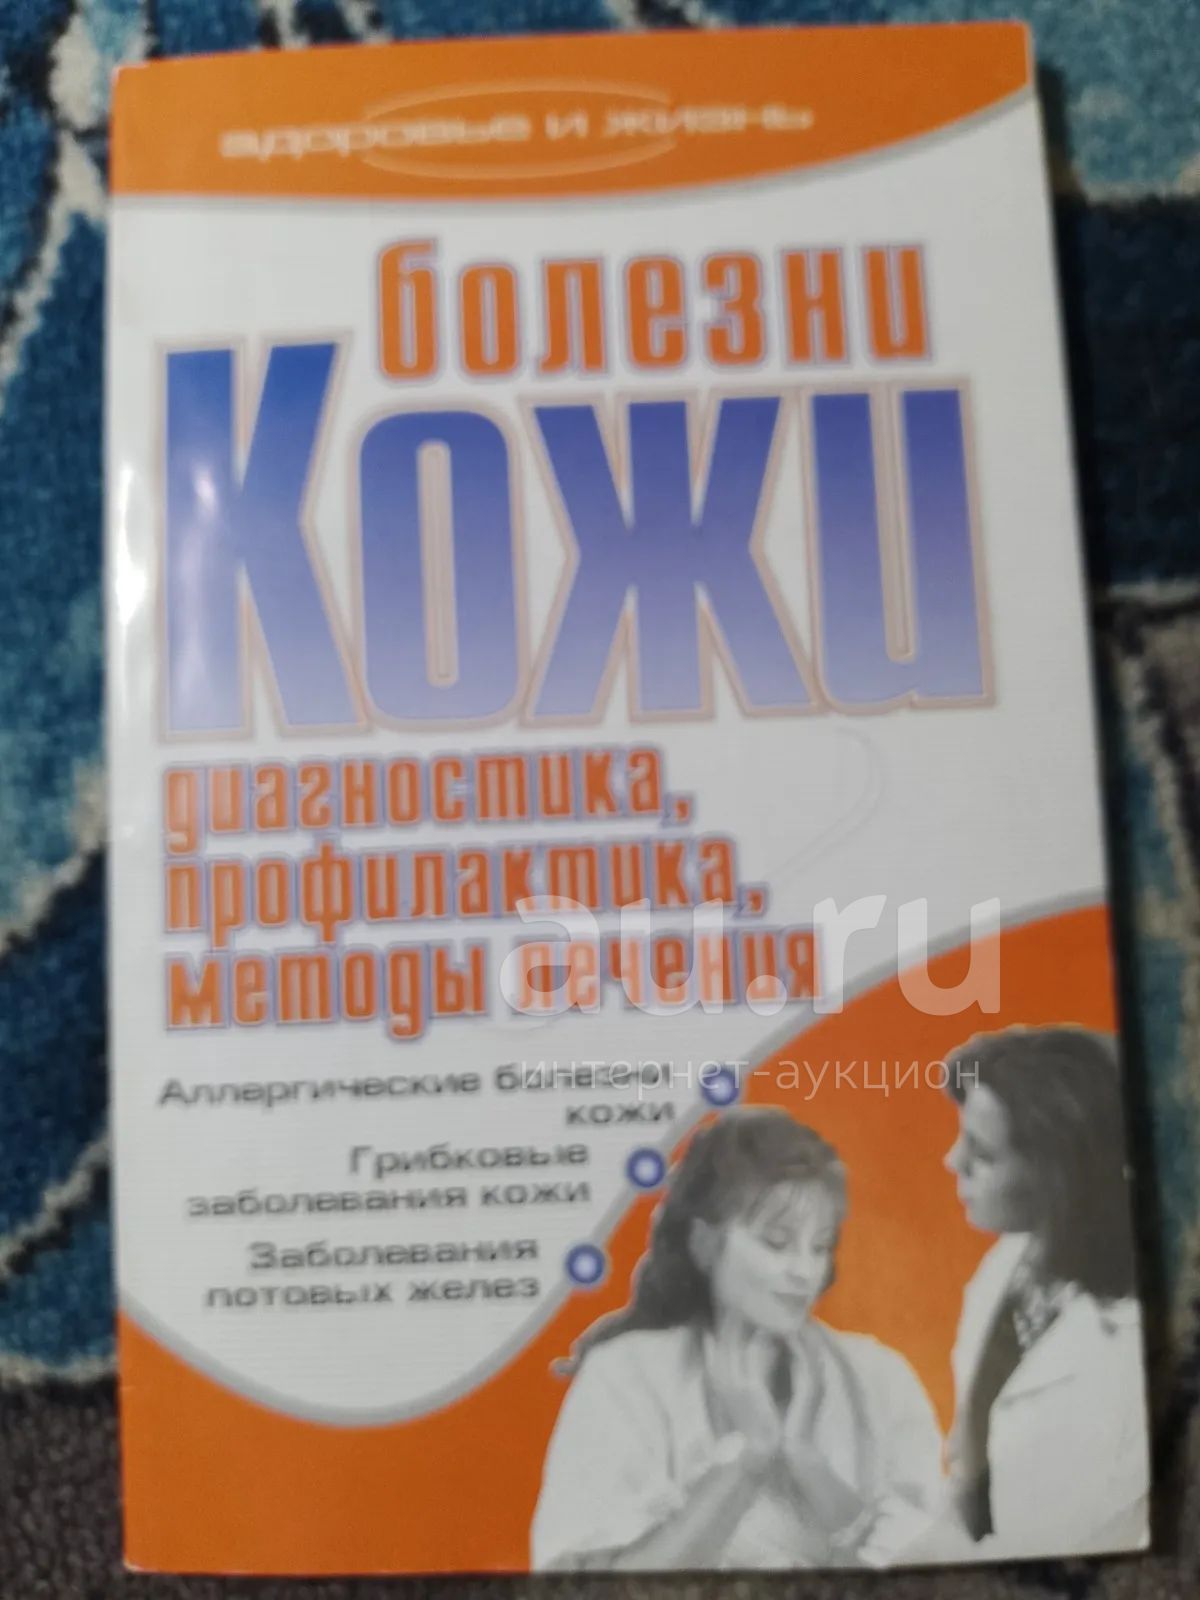 здоровье и жизнь
болезни
Кожи
диагностика,
профилактика,
методы лечения
au.ru
интернет-аукцион
Аллергические болезни
кожи
Грибковые
заболевания кожи
Заболевания
потовых желез